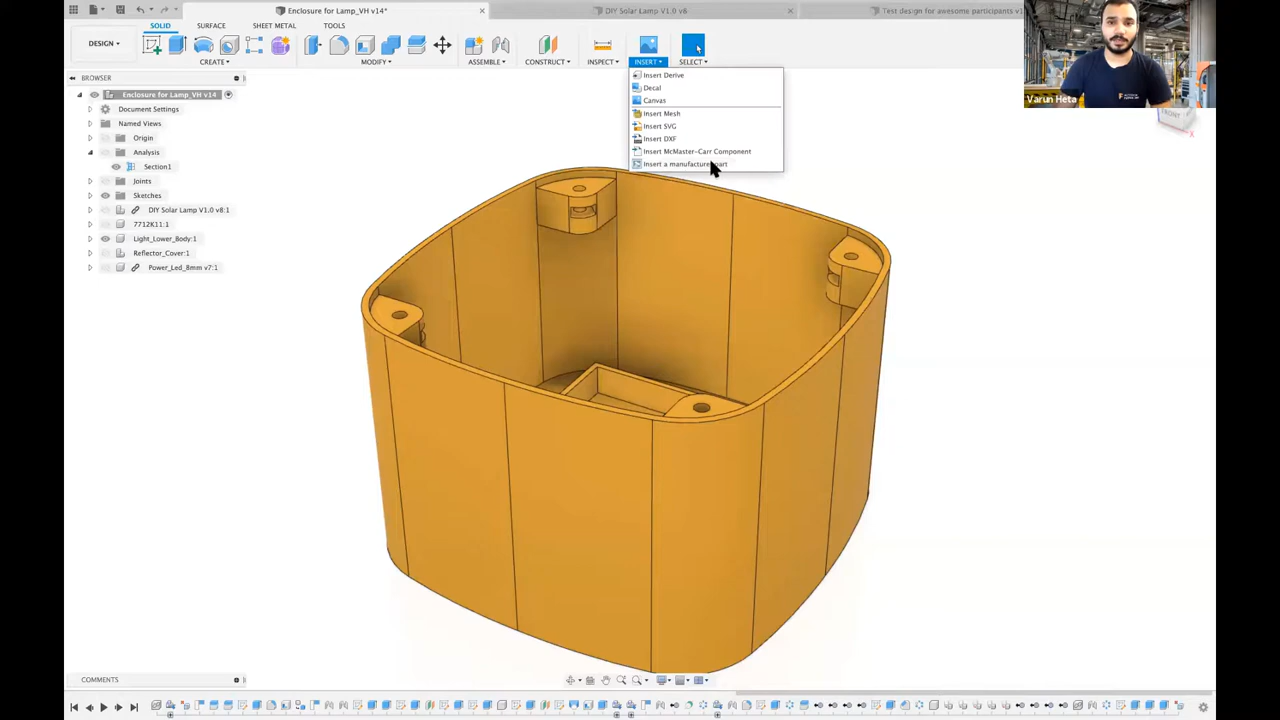 Enclosure for Lamp_VH v14*
DIY Solar Lamp V1.0 v8
Test design for awesome participants v1
SOLID
SURFACE
SHEET METAL
TOOLS
DESIGN
CREATE
MODIFY
ASSEMBLE
CONSTRUCT
INSPECT
INSERT
SELECT
BROWSER
Enclosure for Lamp_VH v14
Document Settings
Named Views
Origin
Analysis
Section1
Joints
Sketches
DIY Solar Lamp V1.0 v8:1
7712K11:1
Light_Lower_Body:1
Reflector_Cover:1
Power_Led_8mm v7:1
Insert Derive
Decal
Canvas
Insert Mesh
Insert SVG
Insert DXF
Insert McMaster-Carr Component
Insert a manufacture part
Varun Heta
FRONT
X
COMMENTS